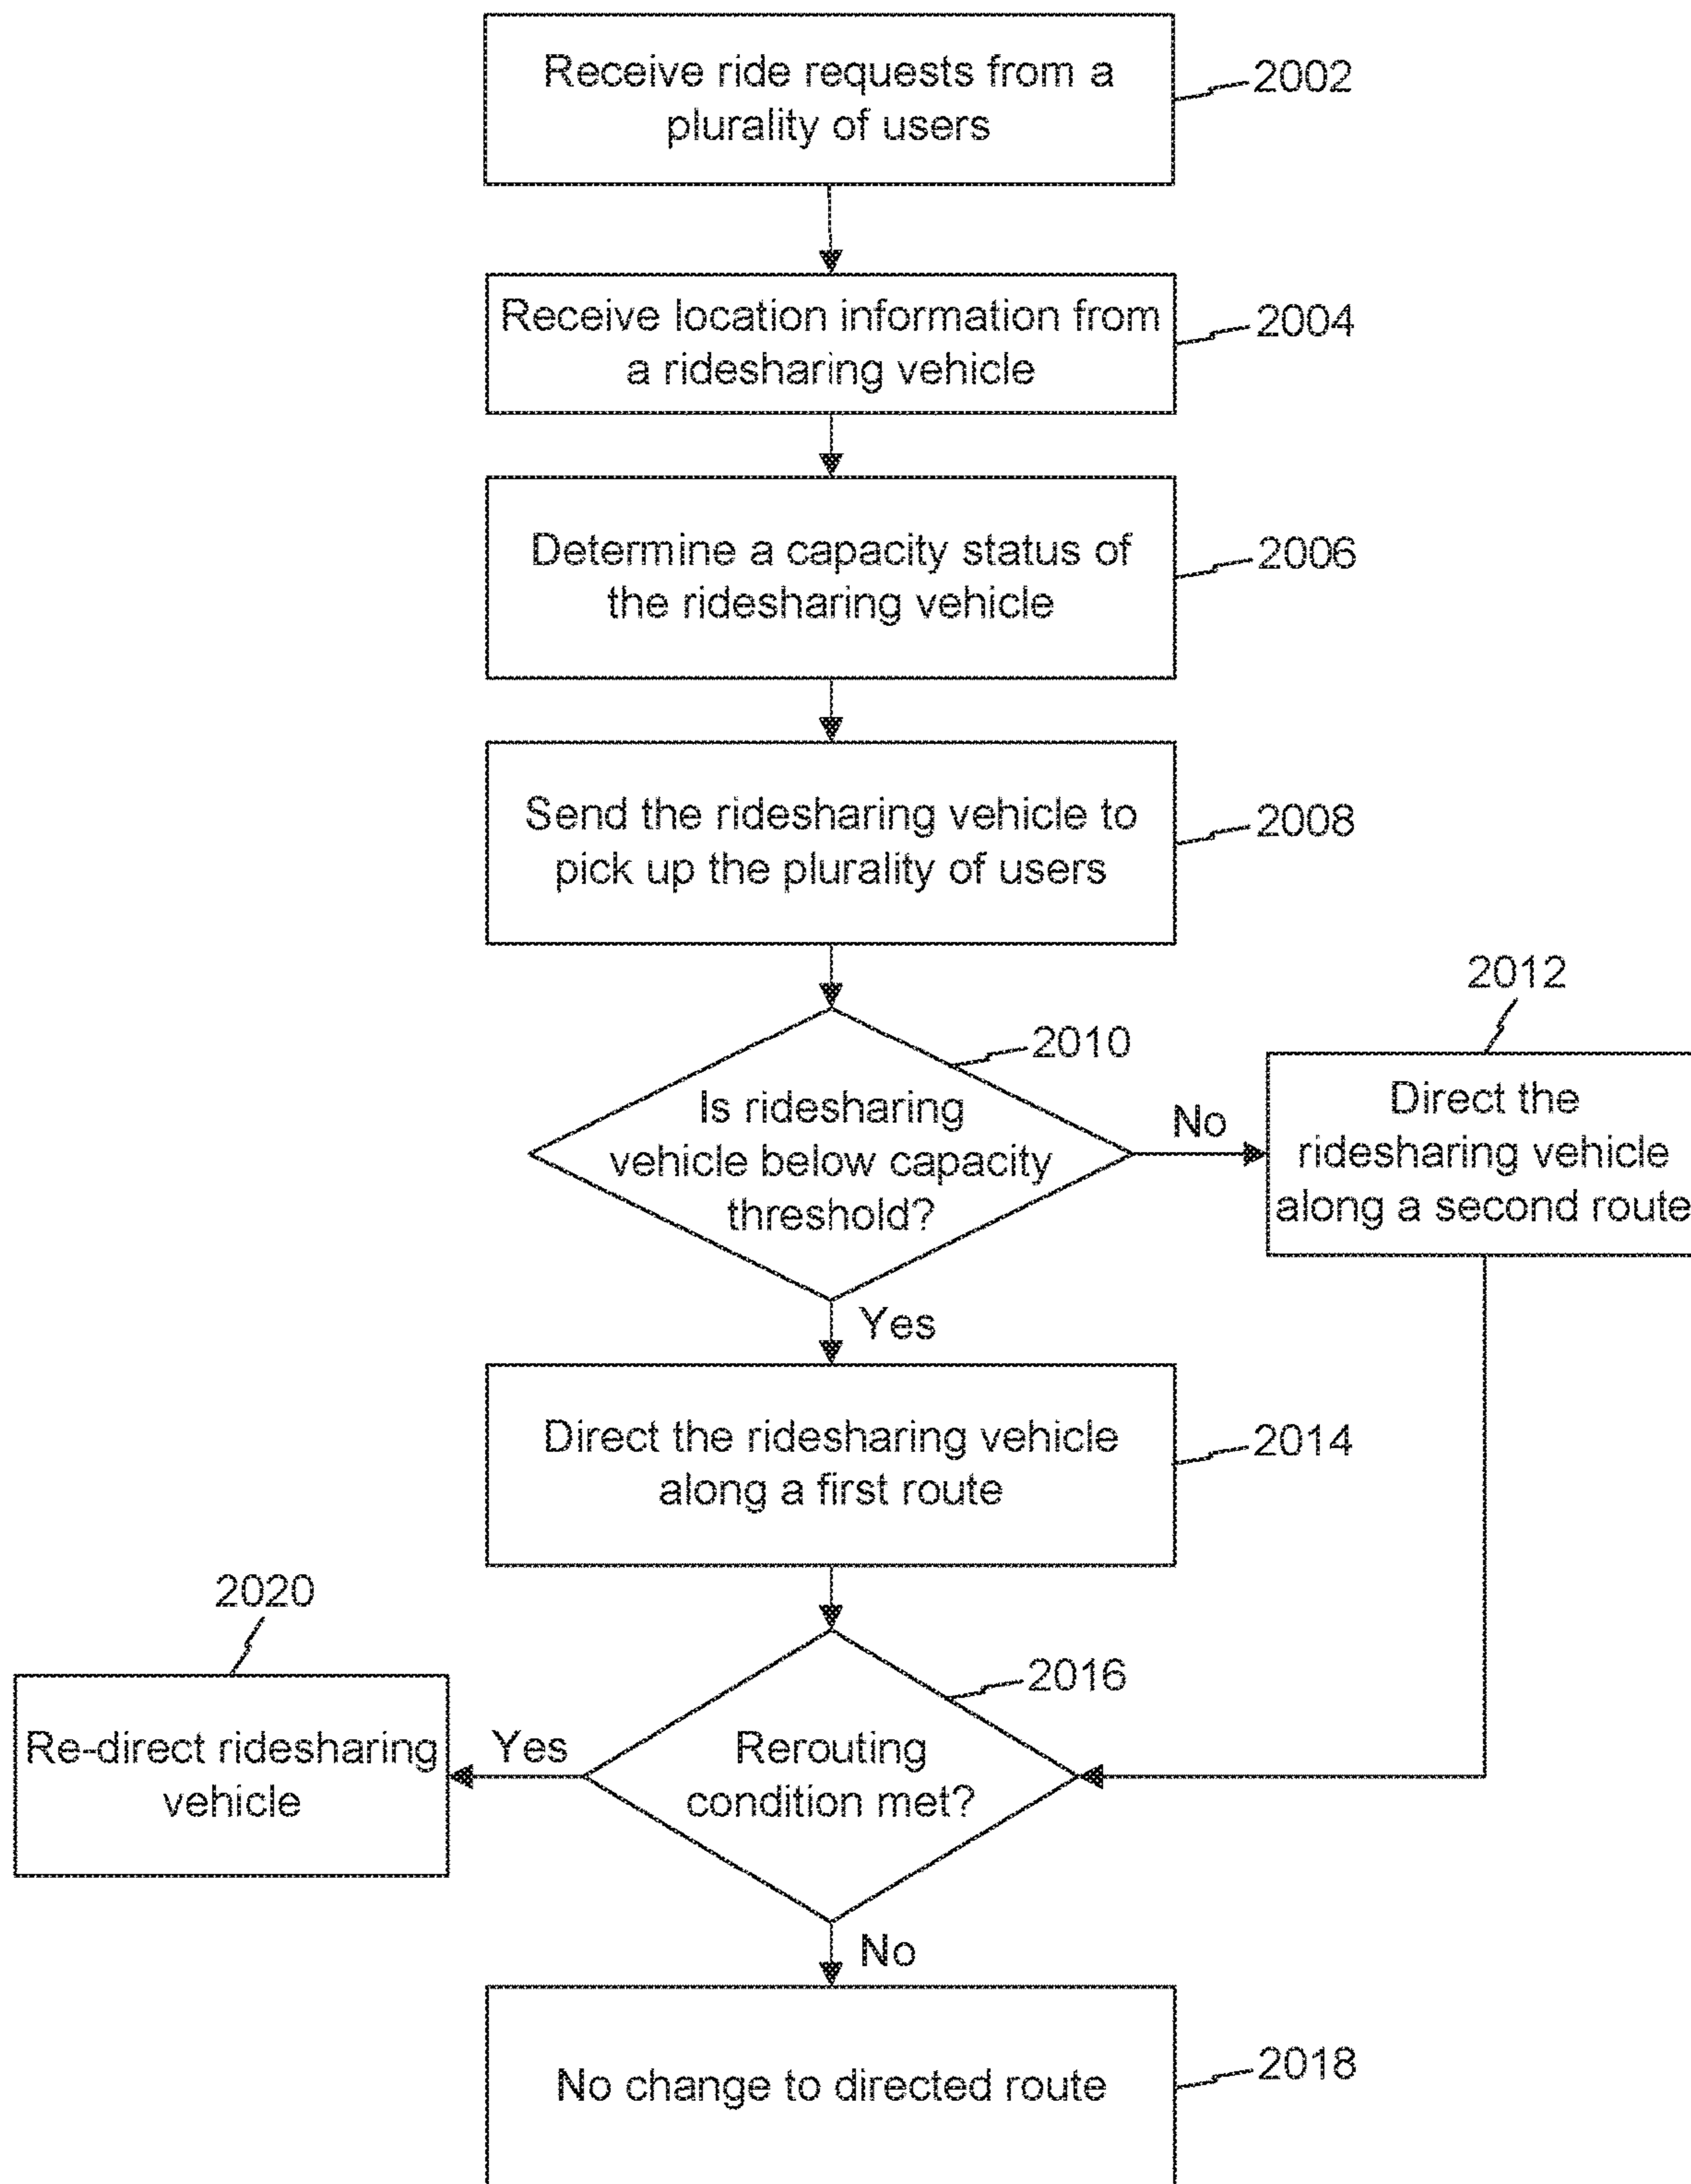 Receive ride requests from a
plurality of users
2002
Receive location information from
a ridesharing vehicle
2004
Determine a capacity status of
the ridesharing vehicle
2006
Send the ridesharing vehicle to
pick up the plurality of users
2008
2010
Is ridesharing
vehicle below capacity
threshold?
No
2012
Direct the
ridesharing vehicle
along a second route
Yes
Direct the ridesharing vehicle
along a first route
2014
2016
Rerouting
condition met?
Yes
2020
Re-direct ridesharing
vehicle
No
No change to directed route
2018